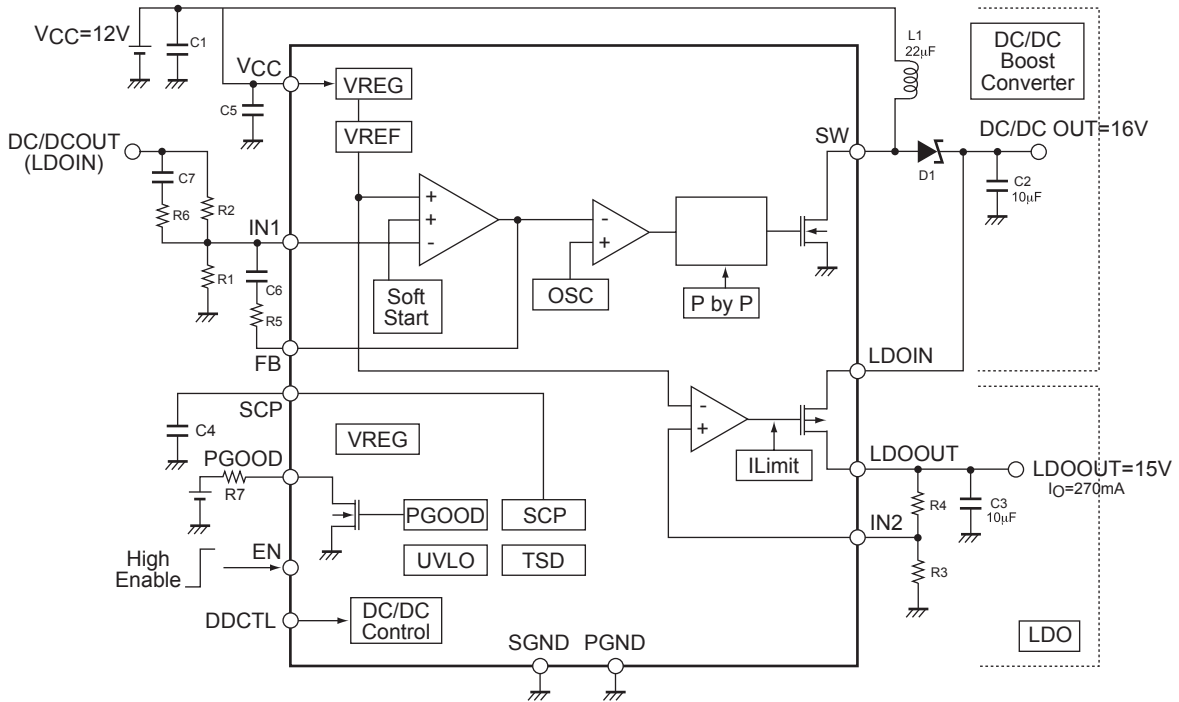 VCC=12V
C1
L1
22µF
DC/DC
Boost
Converter
VCC
C5
VREG
VREF
DC/DCOUT
(LDOIN)
C7
R6
R2
IN1
R1
C6
R5
FB
+
+
-
Soft
Start
-
+
OSC
P by P
SW
D1
DC/DC OUT=16V
C2
10µF
LDOIN
SCP
C4
VREG
-
+
ILimit
LDOOUT
LDOOUT=15V
IO=270mA
R4
C3
10µF
IN2
R3
PGOOD
R7
PGOOD
SCP
UVLO
TSD
High
Enable
EN
DDCTL
DC/DC
Control
SGND
PGND
LDO